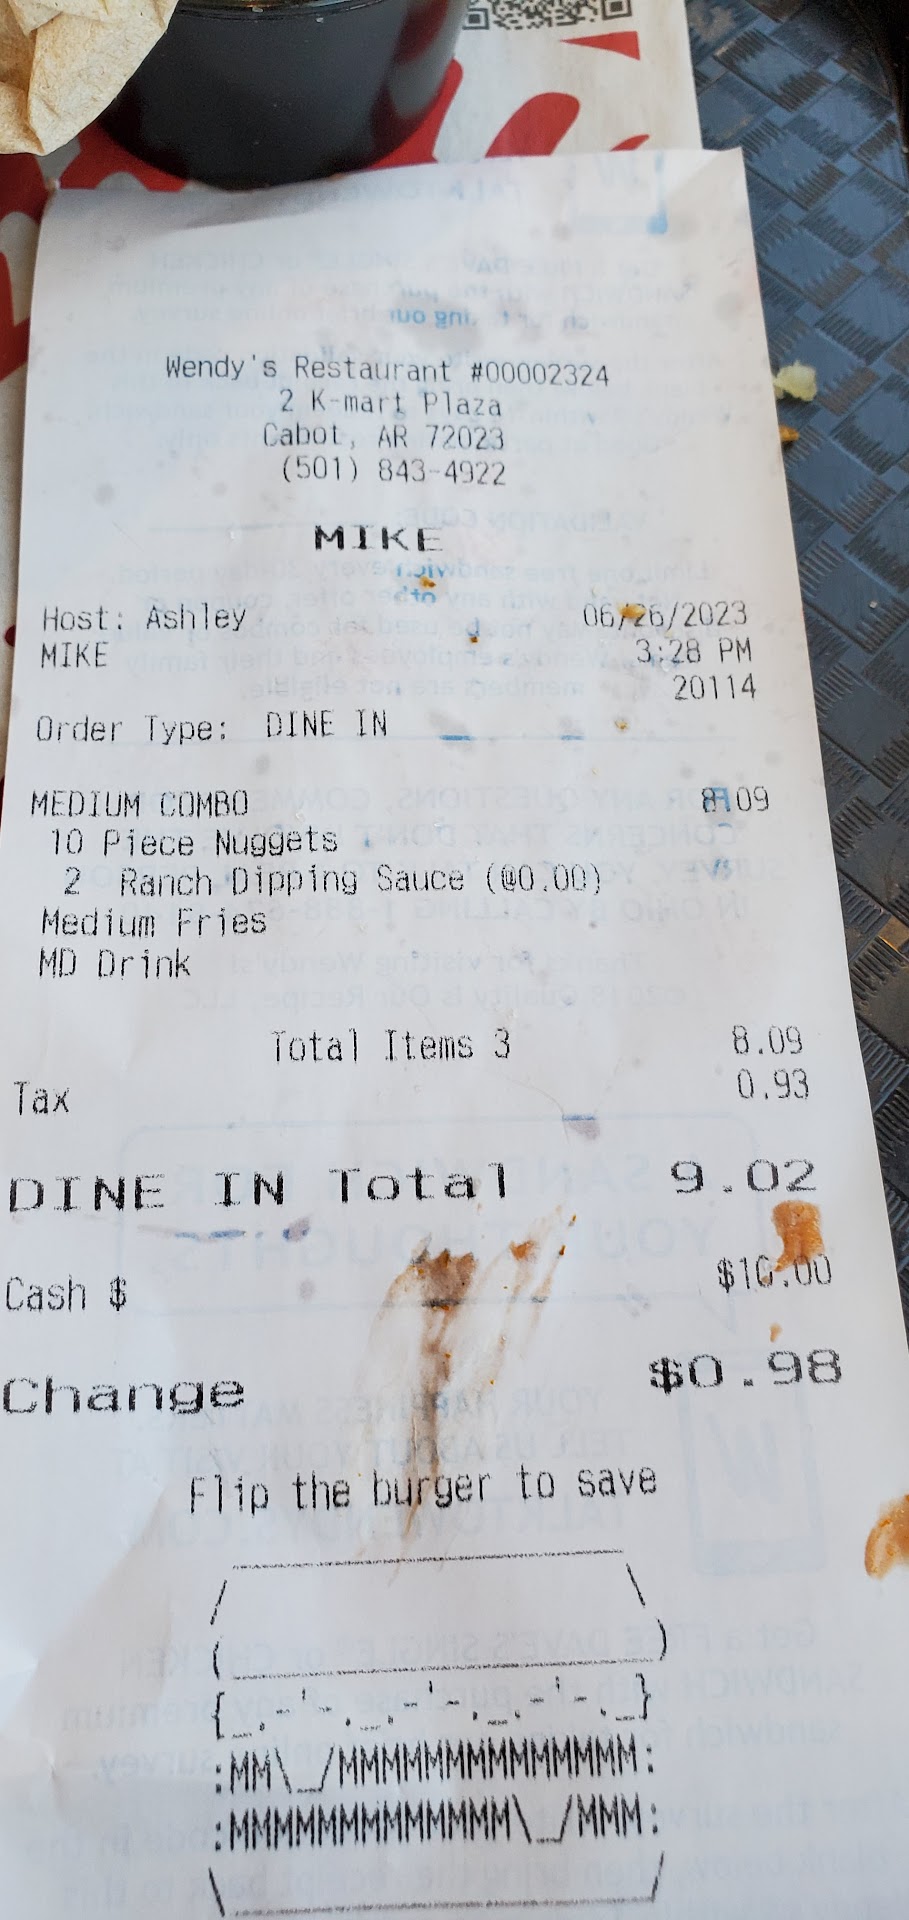 Wendy's Restaurant #00002324
2 K-mart Plaza
Cabot, AR 72023
(501) 843-4922
MIKE
Host: Ashley 06/26/2023
MIKE 3:28 PM
20114
Order Type: DINE IN
MEDIUM COMBO 8.09
10 Piece Nuggets
2 Ranch Dipping Sauce (@0.00)
Medium Fries
MD Drink
Total Items 3 8.09
Tax 0.93
DINE IN Total 9.02
Cash $ $10.00
Change $0.98
Flip the burger to save